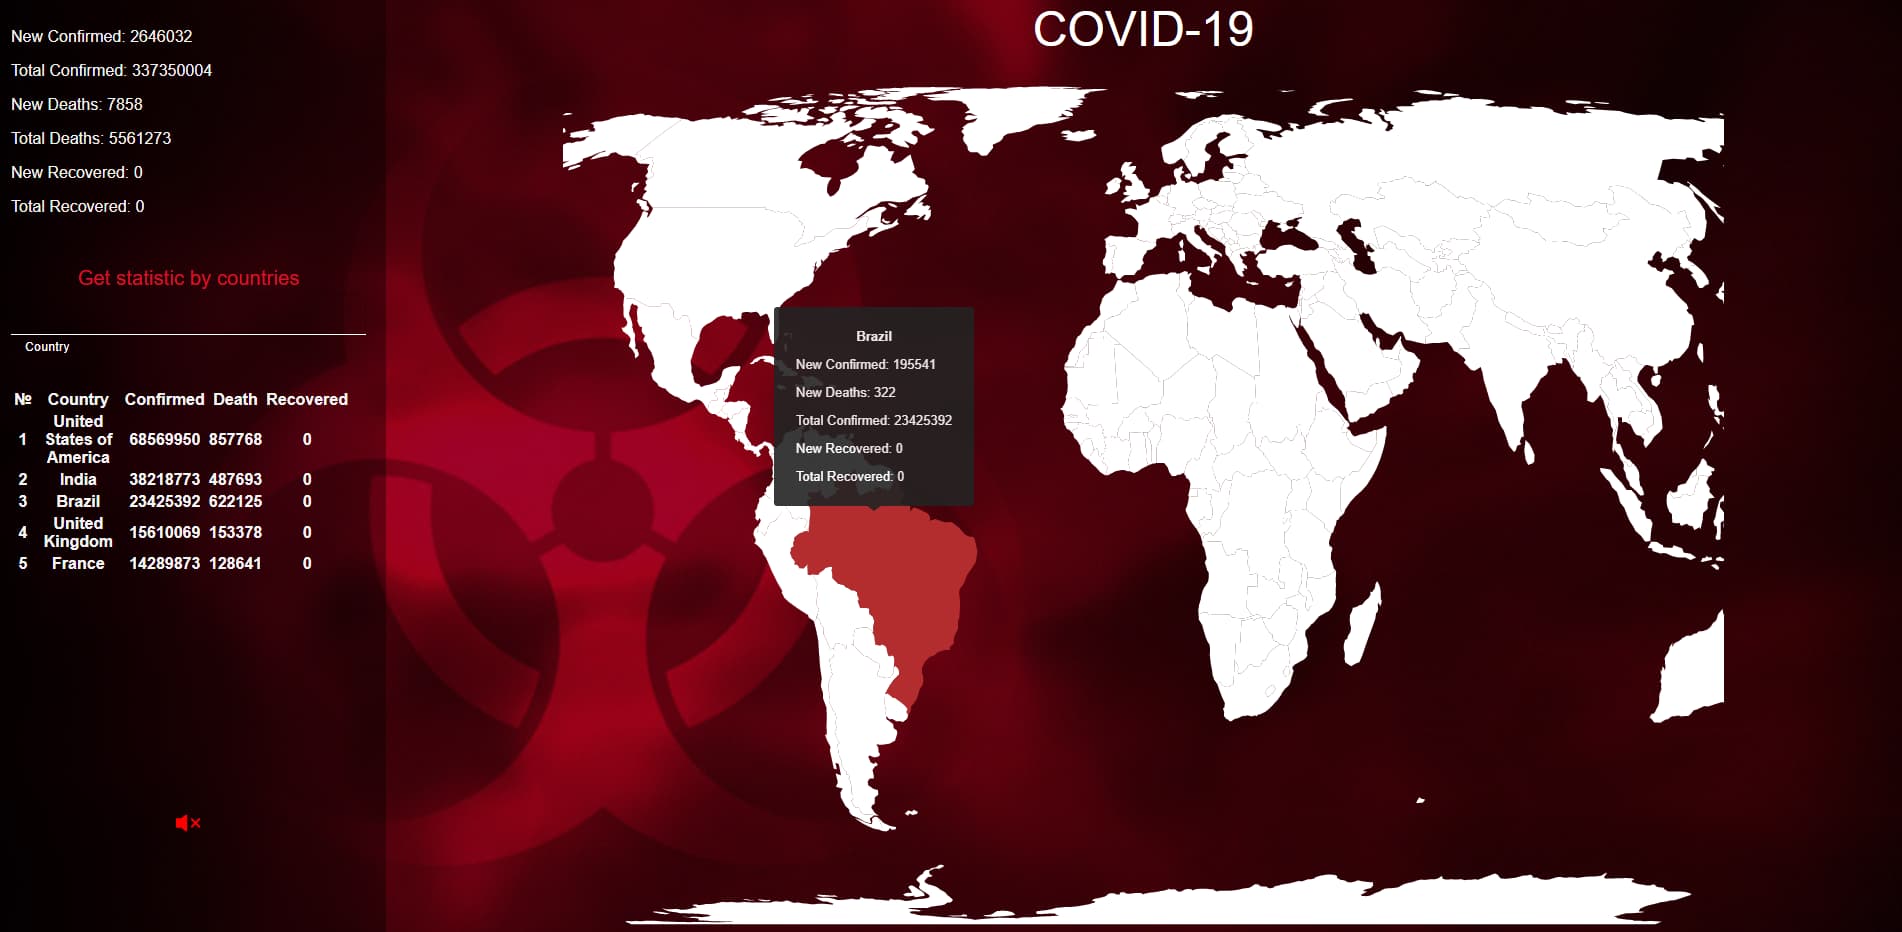 COVID-19
New Confirmed: 2646032
Total Confirmed: 337350004
New Deaths: 7858
Total Deaths: 5561273
New Recovered: 0
Total Recovered: 0
Get statistic by countries
Country
№ Country Confirmed Death Recovered
1 United States of America 68569950 857768 0
2 India 38218773 487693 0
3 Brazil 23425392 622125 0
4 United Kingdom 15610069 153378 0
5 France 14289873 128641 0
Brazil
New Confirmed: 195541
New Deaths: 322
Total Confirmed: 23425392
New Recovered: 0
Total Recovered: 0